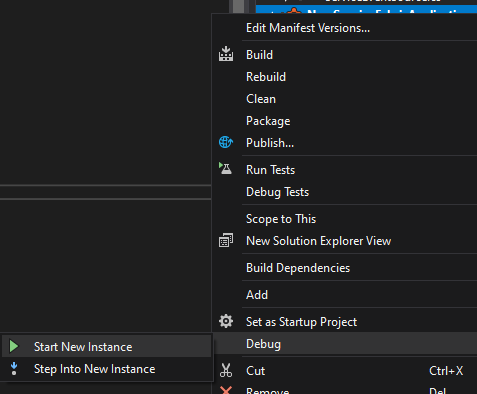 Edit Manifest Versions...
Build
Rebuild
Clean
Package
Publish...
Run Tests
Debug Tests
Scope to This
New Solution Explorer View
Build Dependencies
Add
Set as Startup Project
Start New Instance
Debug
Step Into New Instance
Cut Ctrl+X
Remove Del